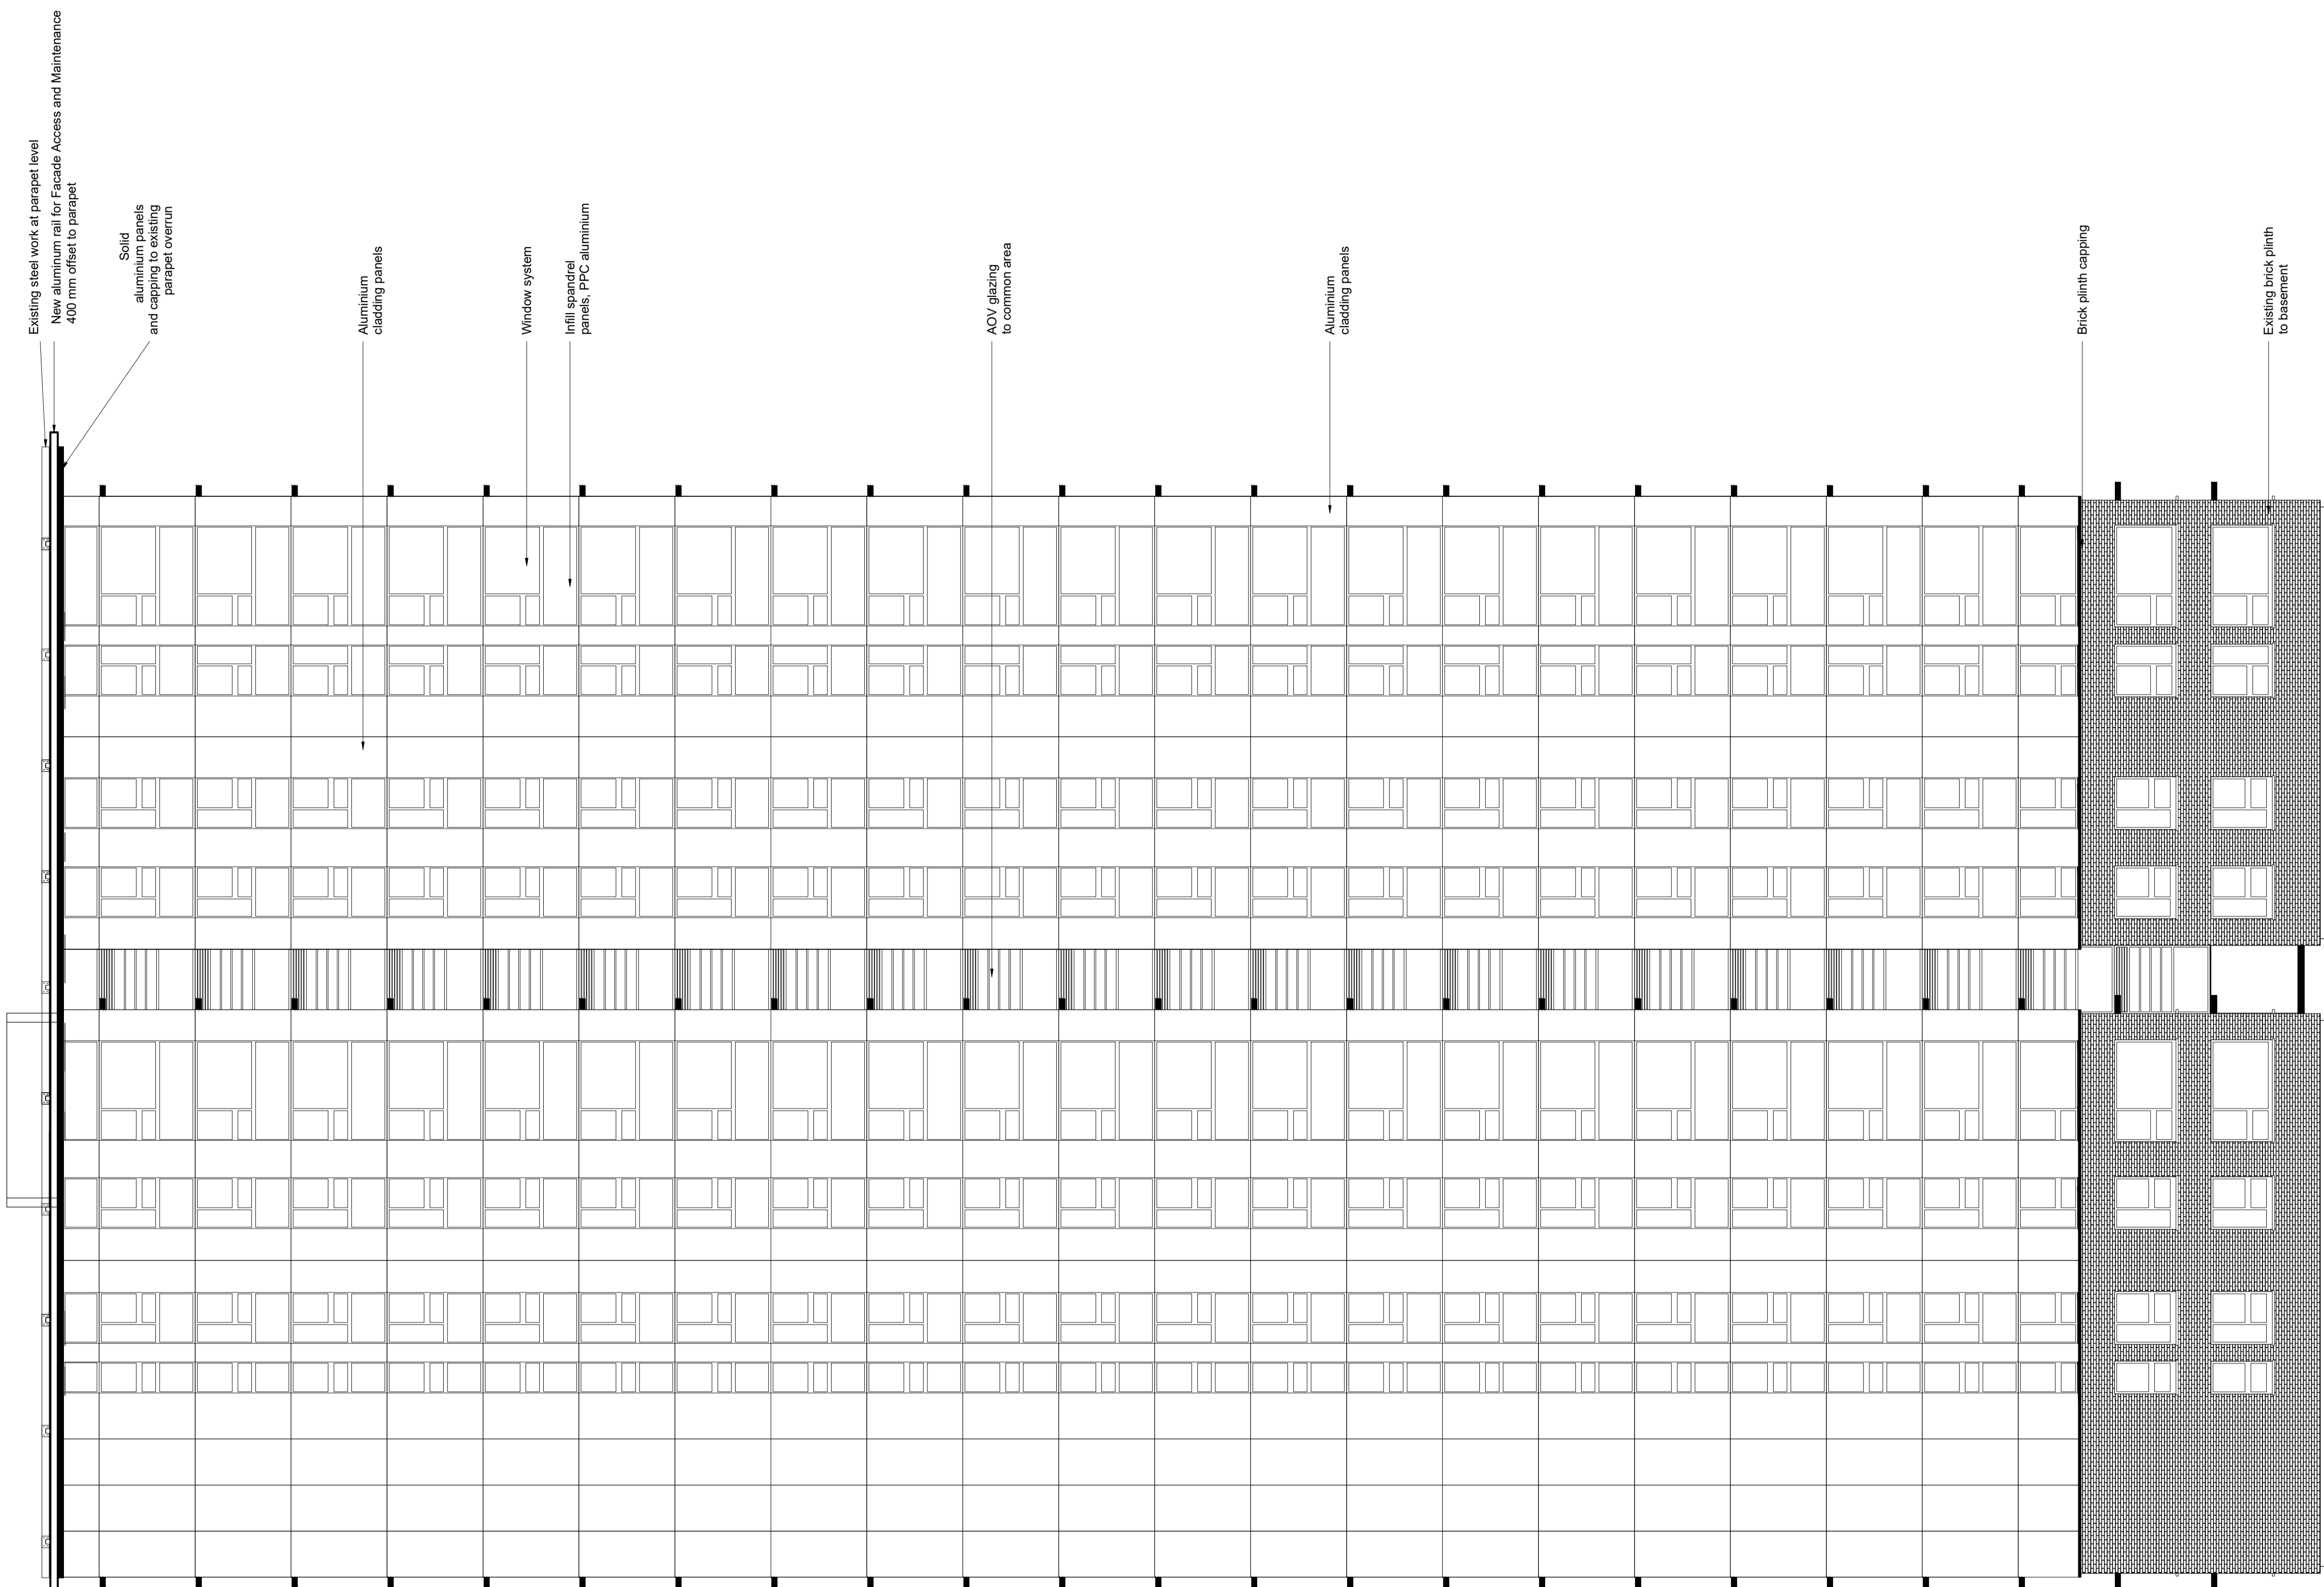 Existing steel work at parapet level
New aluminum rail for Facade Access and Maintenance
400 mm offset to parapet
Solid
aluminium panels
and capping to existing
parapet overrun
Aluminium
cladding panels
Window system
Infill spandrel
panels, PPC aluminium
AOV glazing
to common area
Aluminium
cladding panels
Brick plinth capping
Existing brick plinth
to basement